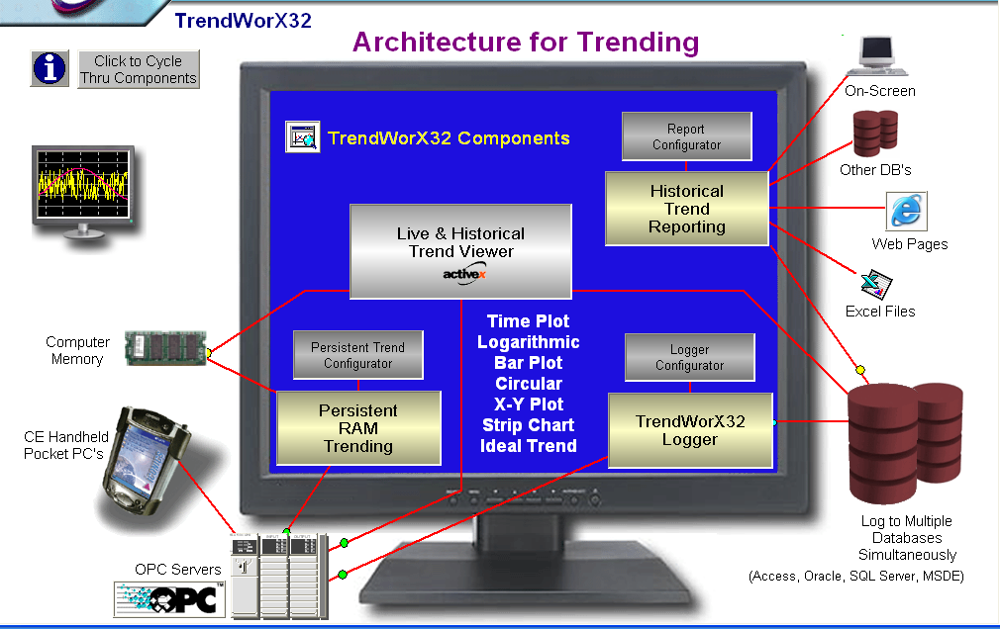 TrendWorX32
Architecture for Trending
Click to Cycle
Thru Components
On-Screen
TrendWorX32 Components
Report
Configurator
Other DB's
Historical
Trend
Reporting
Live & Historical
Trend Viewer
activex
Web Pages
Excel Files
Time Plot
Logarithmic
Bar Plot
Circular
X-Y Plot
Strip Chart
Ideal Trend
Computer
Memory
Persistent Trend
Configurator
Logger
Configurator
Persistent
RAM
Trending
TrendWorX32
Logger
CE Handheld
Pocket PC's
Log to Multiple
Databases
Simultaneously
(Access, Oracle, SQL Server, MSDE)
OPC Servers
INPUT
OUTPUT
OPC™